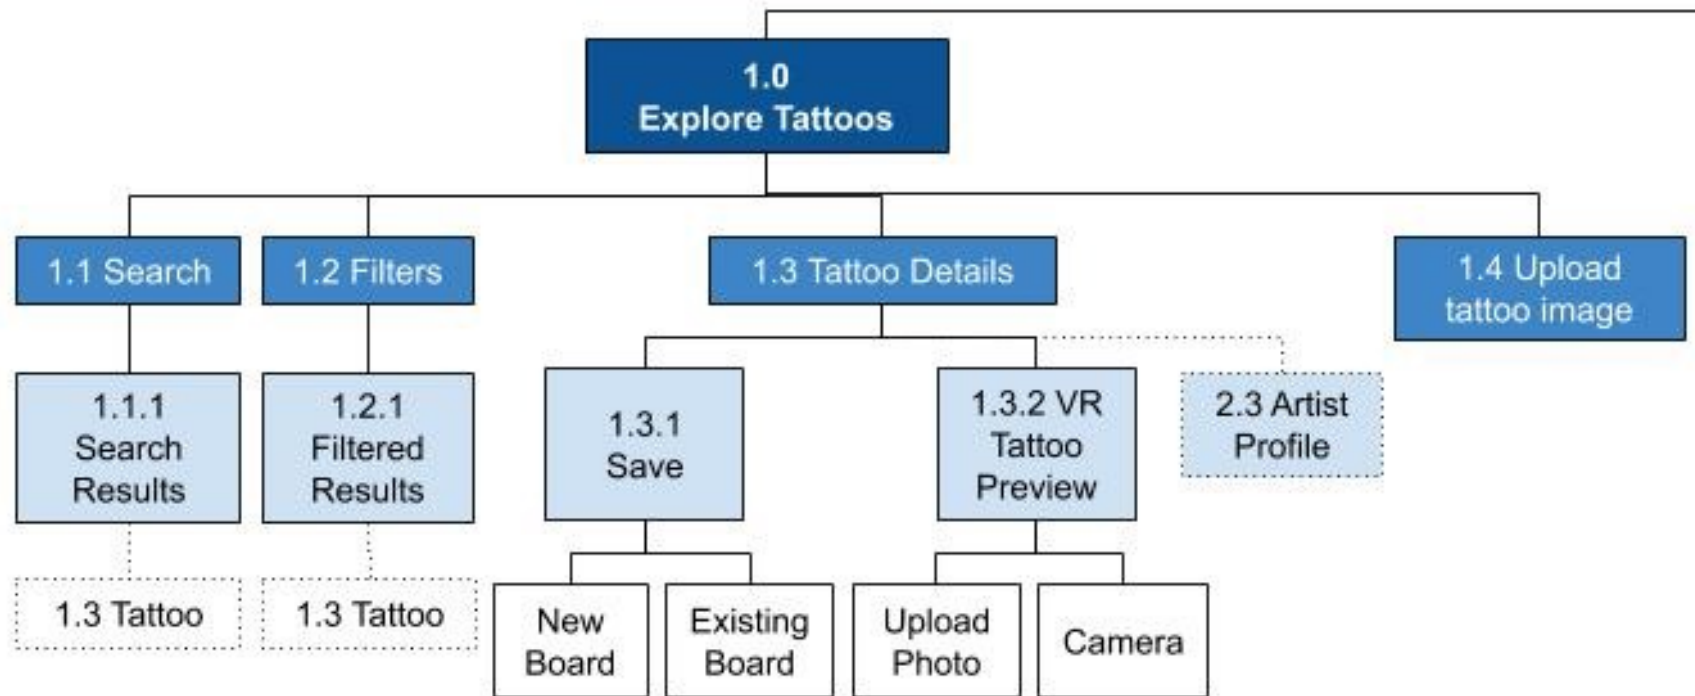 1.0
Explore Tattoos
1.1 Search
1.2 Filters
1.3 Tattoo Details
1.4 Upload
tattoo image
1.1.1
Search
Results
1.2.1
Filtered
Results
1.3.1
Save
1.3.2 VR
Tattoo
Preview
2.3 Artist
Profile
1.3 Tattoo
1.3 Tattoo
New
Board
Existing
Board
Upload
Photo
Camera